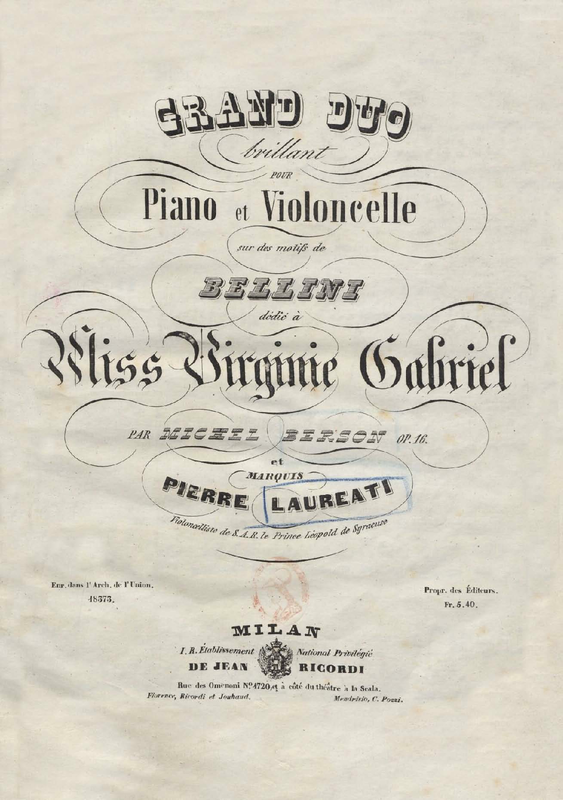 GRAND DUO
brillant
POUR
Piano et Violoncelle
sur des motifs de
BELLINI
dédié à
Miss Virginie Gabriel
PAR MICHEL BERSON OP. 16.
et
MARQUIS
PIERRE LAUREATI
Violoncelliste de S.A.R. le Prince Léopold de Syracuse
Enr. dans l'Arch. de l'Union.
18373.
Propr. des Éditeurs.
Fr. 5.40.
MILAN
I. R. Établissement National Privilégié
DE JEAN RICORDI
Rue des Omenoni Nº 1720, et à côté du théâtre à la Scala.
Florence, Ricordi et Jouhaud. Mendrisio, C. Pozzi.